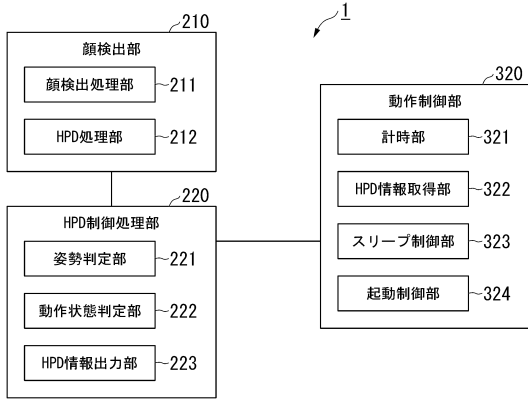 1
210
顔検出部
顔検出処理部 211
HPD処理部 212
220
HPD制御処理部
姿勢判定部 221
動作状態判定部 222
HPD情報出力部 223
320
動作制御部
計時部 321
HPD情報取得部 322
スリープ制御部 323
起動制御部 324